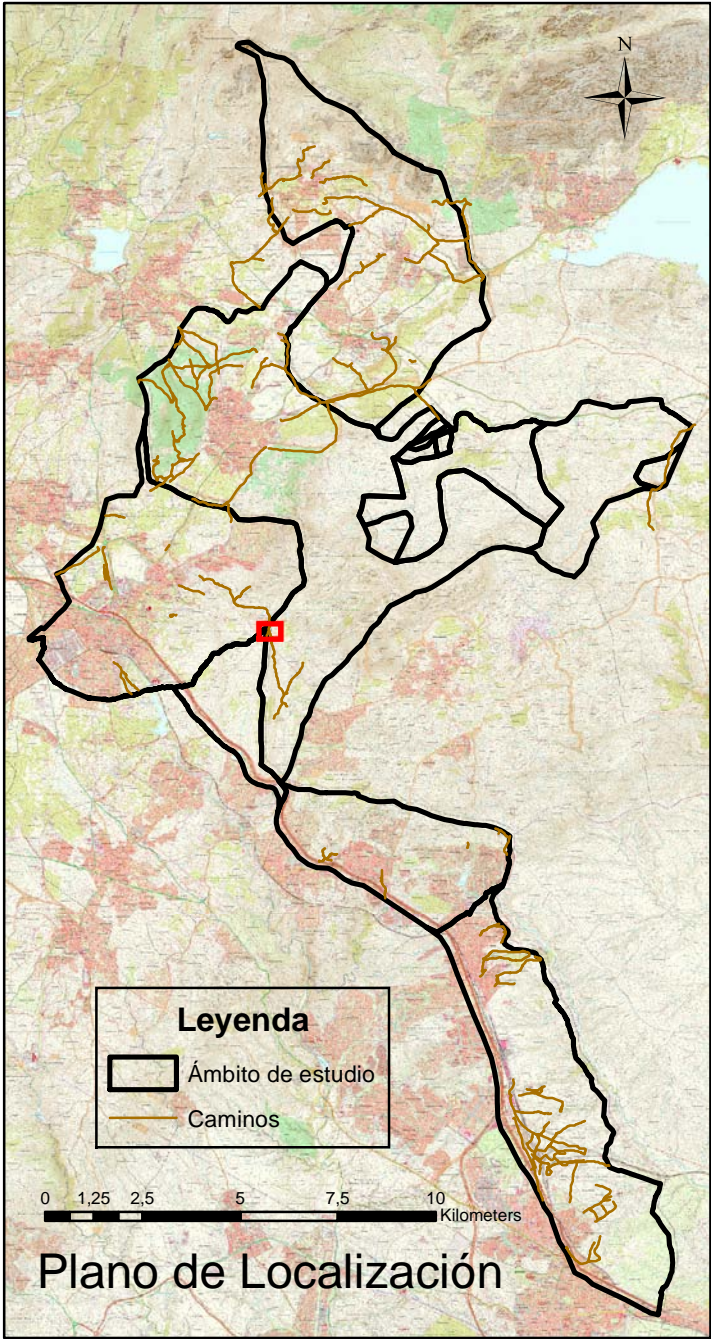 N
Leyenda
Ámbito de estudio
Caminos
0 1,25 2,5 5 7,5 10
Kilometers
Plano de Localización